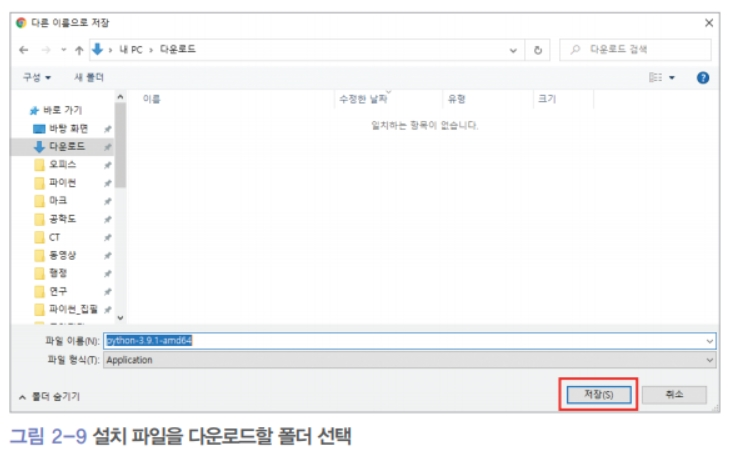 다른 이름으로 저장
내 PC > 다운로드
다운로드 검색
구성 새 폴더
이름 수정한 날짜 유형 크기
일치하는 항목이 없습니다.
바로 가기
바탕 화면
다운로드
오피스
파이썬
마크
공학도
CT
동영상
행정
연구
파이썬_집필
파일 이름(N): python-3.9.1-amd64
파일 형식(T): Application
폴더 숨기기
저장(S) 취소
그림 2-9 설치 파일을 다운로드할 폴더 선택